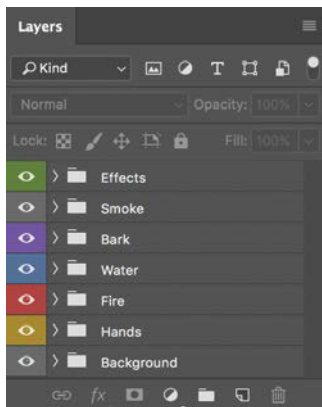 Layers
Kind
T
Normal Opacity: 100%
Lock: Fill: 100%
Effects
Smoke
Bark
Water
Fire
Hands
Background
fx